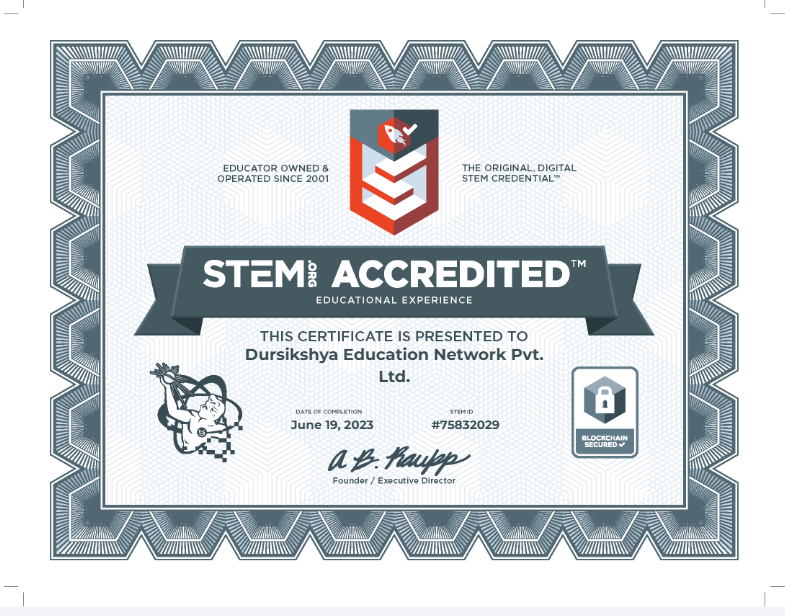 EDUCATOR OWNED &
OPERATED SINCE 2001
THE ORIGINAL, DIGITAL
STEM CREDENTIAL™
STEM.ORG ACCREDITED™
EDUCATIONAL EXPERIENCE
THIS CERTIFICATE IS PRESENTED TO
Dursikshya Education Network Pvt.
Ltd.
DATE OF COMPLETION
June 19, 2023
STEM ID
#75832029
BLOCKCHAIN
SECURED
A B. Raupp
Founder / Executive Director